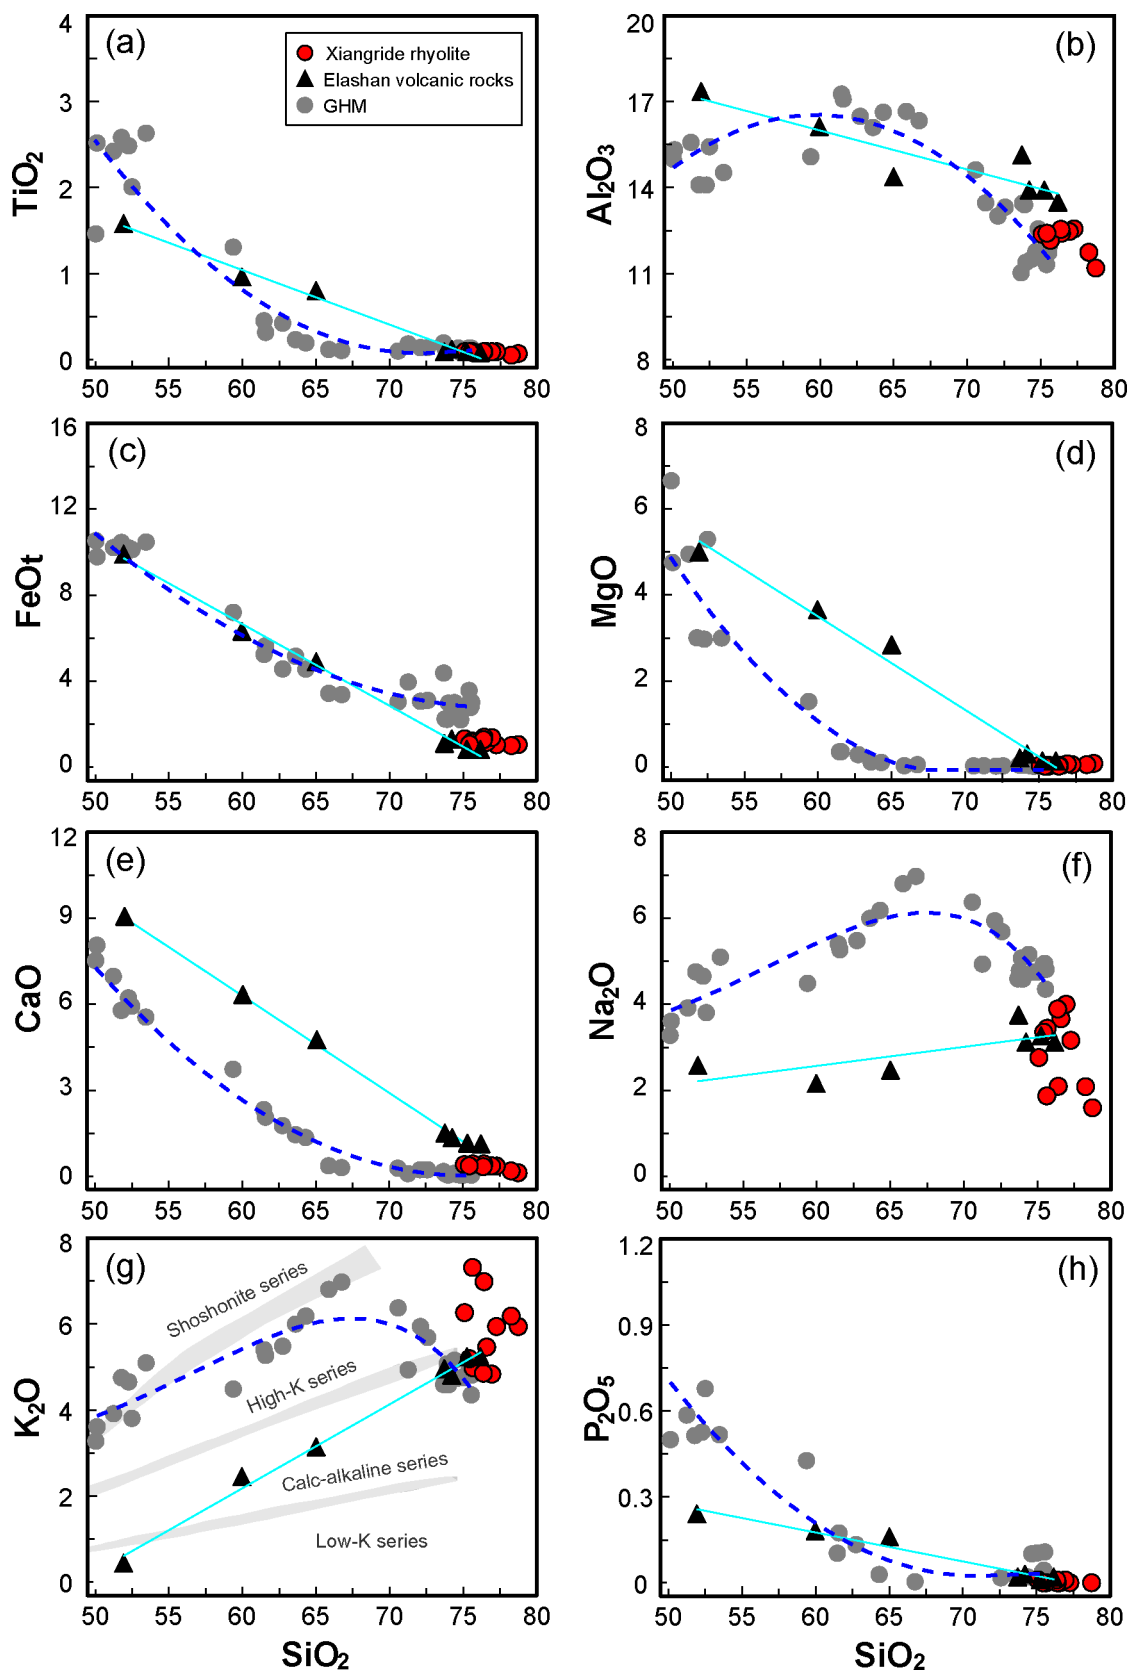 (a)
Xiangride rhyolite
Elashan volcanic rocks
GHM
TiO2
4
3
2
1
0
50 55 60 65 70 75 80
(b)
Al2O3
20
17
14
11
8
50 55 60 65 70 75 80
(c)
FeOt
16
12
8
4
0
50 55 60 65 70 75 80
(d)
MgO
8
6
4
2
0
50 55 60 65 70 75 80
(e)
CaO
12
9
6
3
0
50 55 60 65 70 75 80
(f)
Na2O
8
6
4
2
0
50 55 60 65 70 75 80
(g)
Shoshonite series
High-K series
Calc-alkaline series
Low-K series
K2O
8
6
4
2
0
50 55 60 65 70 75 80
SiO2
(h)
P2O5
1.2
0.9
0.6
0.3
0
50 55 60 65 70 75 80
SiO2